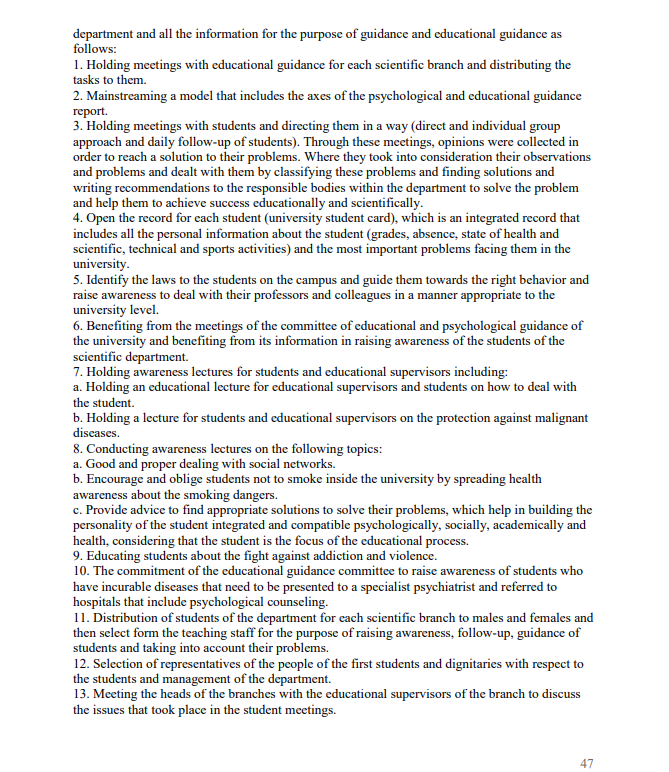 department and all the information for the purpose of guidance and educational guidance as
follows:
1. Holding meetings with educational guidance for each scientific branch and distributing the
tasks to them.
2. Mainstreaming a model that includes the axes of the psychological and educational guidance
report.
3. Holding meetings with students and directing them in a way (direct and individual group
approach and daily follow-up of students). Through these meetings, opinions were collected in
order to reach a solution to their problems. Where they took into consideration their observations
and problems and dealt with them by classifying these problems and finding solutions and
writing recommendations to the responsible bodies within the department to solve the problem
and help them to achieve success educationally and scientifically.
4. Open the record for each student (university student card), which is an integrated record that
includes all the personal information about the student (grades, absence, state of health and
scientific, technical and sports activities) and the most important problems facing them in the
university.
5. Identify the laws to the students on the campus and guide them towards the right behavior and
raise awareness to deal with their professors and colleagues in a manner appropriate to the
university level.
6. Benefiting from the meetings of the committee of educational and psychological guidance of
the university and benefiting from its information in raising awareness of the students of the
scientific department.
7. Holding awareness lectures for students and educational supervisors including:
a. Holding an educational lecture for educational supervisors and students on how to deal with
the student.
b. Holding a lecture for students and educational supervisors on the protection against malignant
diseases.
8. Conducting awareness lectures on the following topics:
a. Good and proper dealing with social networks.
b. Encourage and oblige students not to smoke inside the university by spreading health
awareness about the smoking dangers.
c. Provide advice to find appropriate solutions to solve their problems, which help in building the
personality of the student integrated and compatible psychologically, socially, academically and
health, considering that the student is the focus of the educational process.
9. Educating students about the fight against addiction and violence.
10. The commitment of the educational guidance committee to raise awareness of students who
have incurable diseases that need to be presented to a specialist psychiatrist and referred to
hospitals that include psychological counseling.
11. Distribution of students of the department for each scientific branch to males and females and
then select form the teaching staff for the purpose of raising awareness, follow-up, guidance of
students and taking into account their problems.
12. Selection of representatives of the people of the first students and dignitaries with respect to
the students and management of the department.
13. Meeting the heads of the branches with the educational supervisors of the branch to discuss
the issues that took place in the student meetings.
47